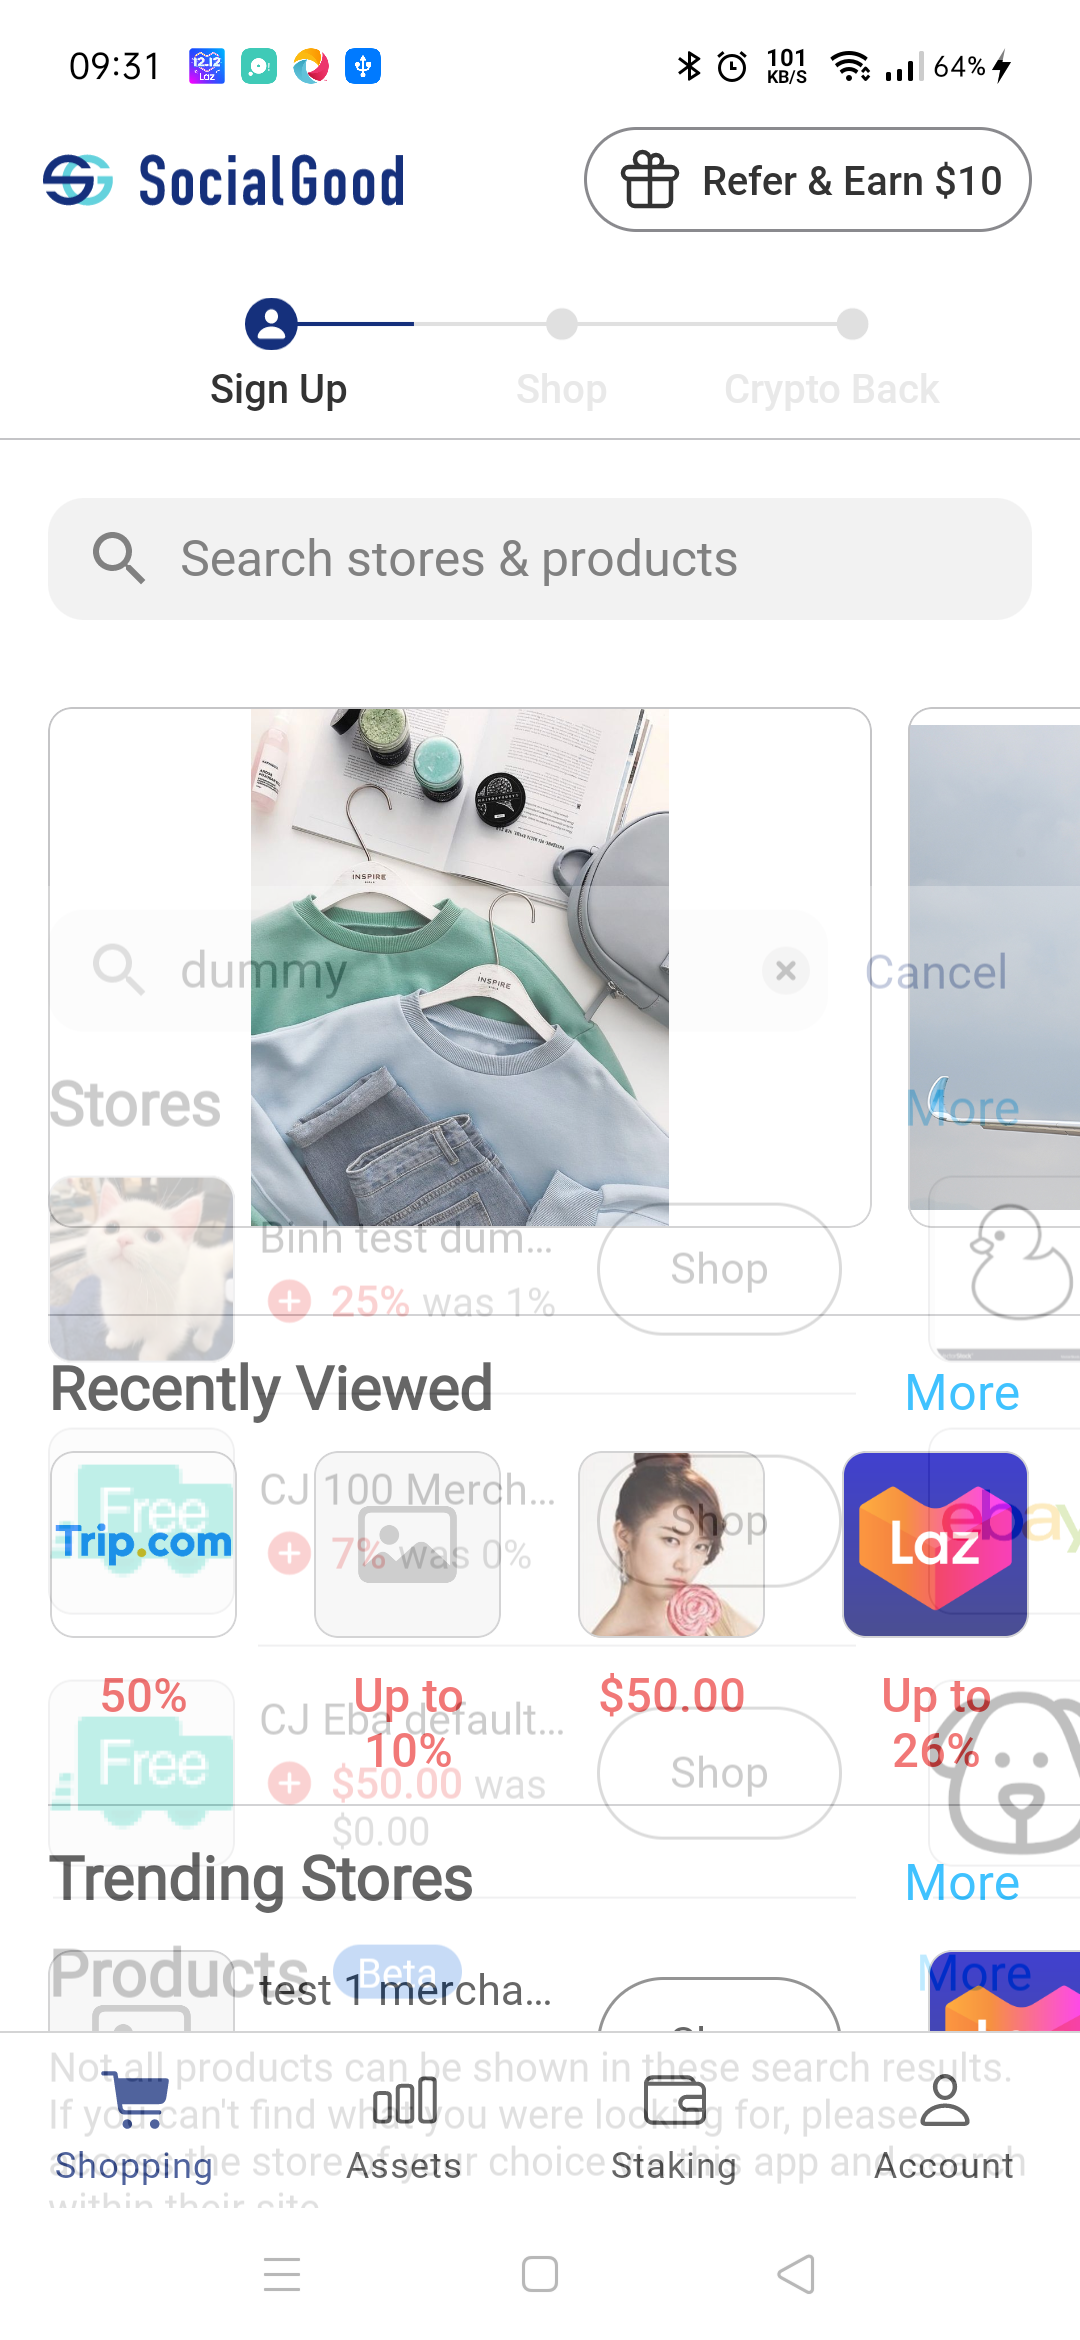 09:31
12.12
Laz
101
KB/S
64%
SocialGood
Refer & Earn $10
Sign Up
Shop
Crypto Back
Search stores & products
INSPIRE
INSPIRE
dummy
Cancel
Stores
More
Binh test dum...
25% was 1%
Shop
Recently Viewed
More
Free
Trip.com
CJ 100 Merch...
7% was 0%
Shop
Laz
ebay
50%
Up to
10%
$50.00
Up to
26%
Free
CJ Eba default...
$50.00 was
$0.00
Shop
Trending Stores
More
Products
Beta
More
test 1 mercha...
Not all products can be shown in these search results.
If you can't find what you were looking for, please
access the store of your choice via this app and search
within their site
Shopping
Assets
Staking
Account